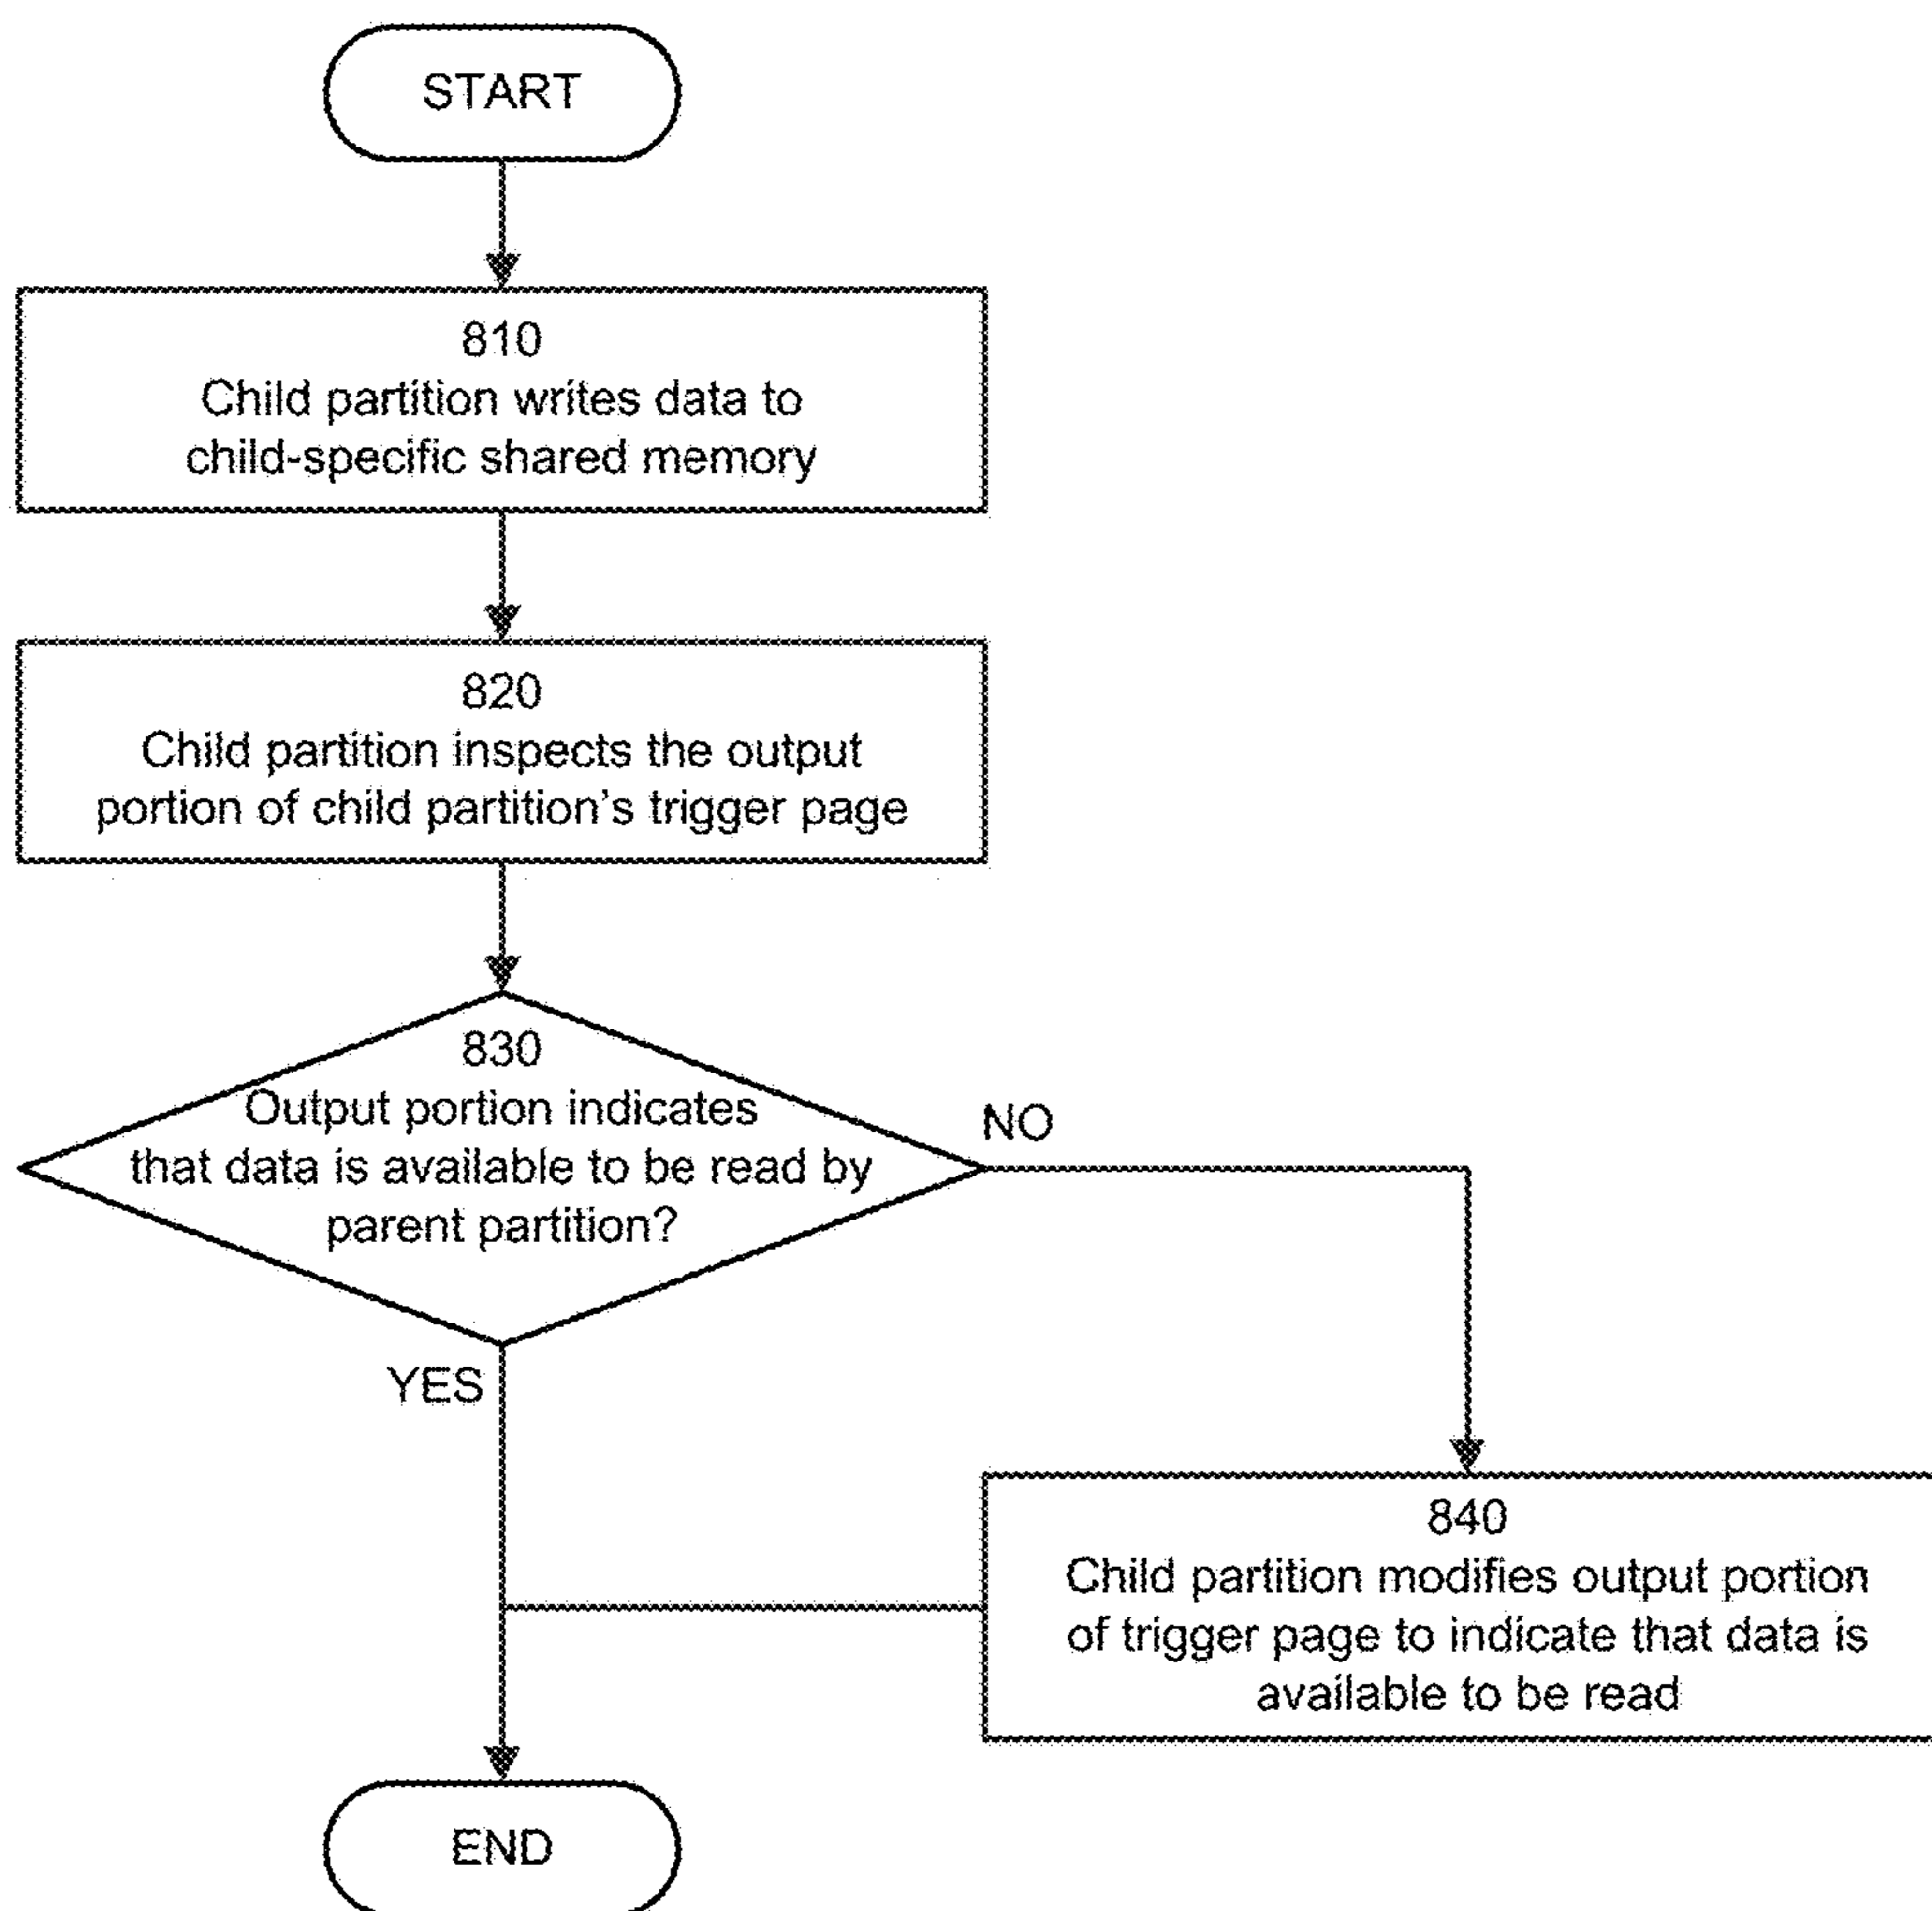 START
810
Child partition writes data to
child-specific shared memory
820
Child partition inspects the output
portion of child partition's trigger page
830
Output portion indicates
that data is available to be read by
parent partition?
NO
YES
840
Child partition modifies output portion
of trigger page to indicate that data is
available to be read
END